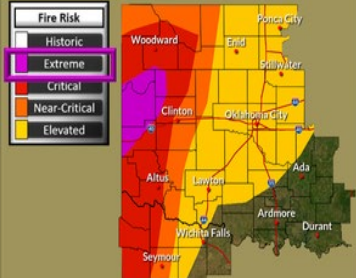 Fire Risk
Historic
Extreme
Critical
Near-Critical
Elevated
Ponca City
Woodward
Enid
Stillwater
Clinton
Oklahoma City
Ada
Altus
Lawton
Ardmore
Durant
Wichita Falls
Seymour